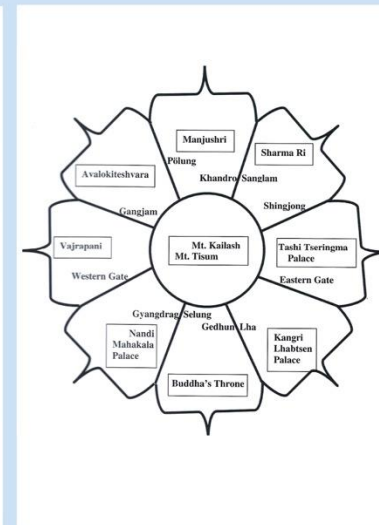 Manjushri
Pölung
Sharma Ri
Khandro Sanglam
Avalokiteshvara
Shingjong
Gangjam
Vajrapani
Mt. Kailash
Mt. Tisum
Tashi Tseringma
Palace
Western Gate
Eastern Gate
Gyangdrag Selung
Gedhun Lha
Nandi
Mahakala
Palace
Kangri
Lhabtsen
Palace
Buddha's Throne